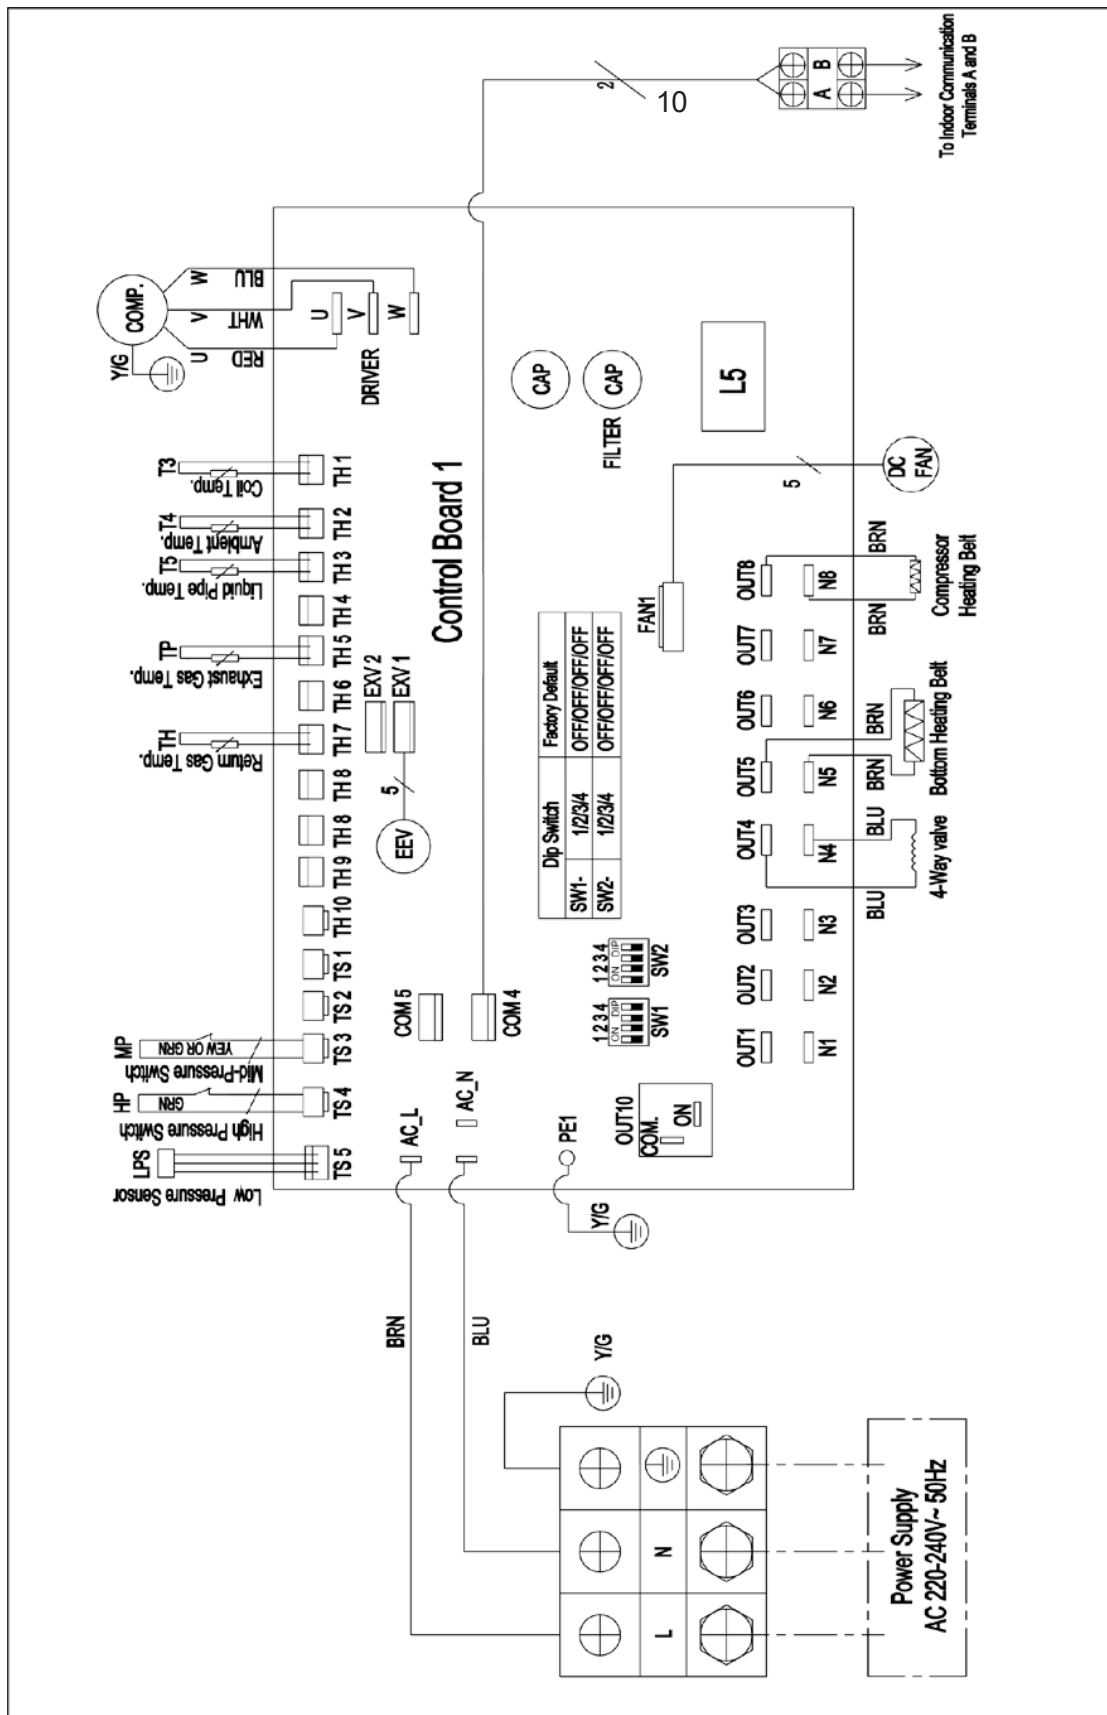 To Indoor Communication
Terminals A and B
A
B
2
10
COMP.
Y/G
U
V
W
RED
WHT
BLU
U
V
W
DRIVER
CAP
CAP
FILTER
L5
T3
Coil Temp.
T4
Ambient Temp.
T5
Liquid Pipe Temp.
TP
Exhaust Gas Temp.
TH
Return Gas Temp.
MP
YEW OR GRN
Mid-Pressure Switch
HP
GRN
High Pressure Switch
LPS
Low Pressure Sensor
TS 5
TS 4
TS 3
TS 2
TS 1
TH 10
TH 9
TH 8
TH 8
TH 7
TH 6
TH 5
TH 4
TH 3
TH 2
TH 1
EXV 2
EXV 1
5
EEV
Control Board 1
COM 5
COM 4
AC_L
AC_N
PE1
Y/G
Dip Switch
Factory Default
SW1-
1/2/3/4
OFF/OFF/OFF/OFF
SW2-
1/2/3/4
OFF/OFF/OFF/OFF
1 2 3 4
ON DIP
SW1
1 2 3 4
ON DIP
SW2
FAN1
5
DC
FAN
OUT10
COM.
ON
OUT1
OUT2
OUT3
OUT4
OUT5
OUT6
OUT7
OUT8
N1
N2
N3
N4
N5
N6
N7
N8
BLU
BLU
4-Way valve
BRN
BRN
Bottom Heating Belt
BRN
BRN
Compressor
Heating Belt
BRN
BLU
Y/G
L
N
Power Supply
AC 220-240V~ 50Hz